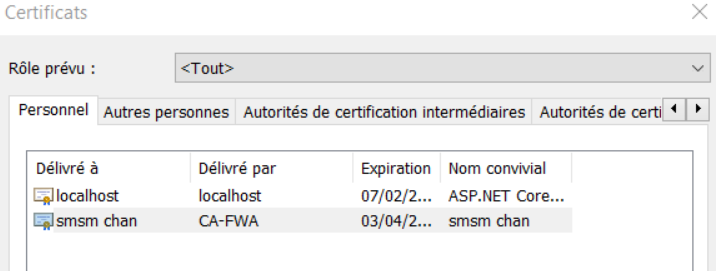 Certificats
Rôle prévu : <Tout>
Personnel Autres personnes Autorités de certification intermédiaires Autorités de certi
Délivré à Délivré par Expiration Nom convivial
localhost localhost 07/02/2... ASP.NET Core...
smsm chan CA-FWA 03/04/2... smsm chan